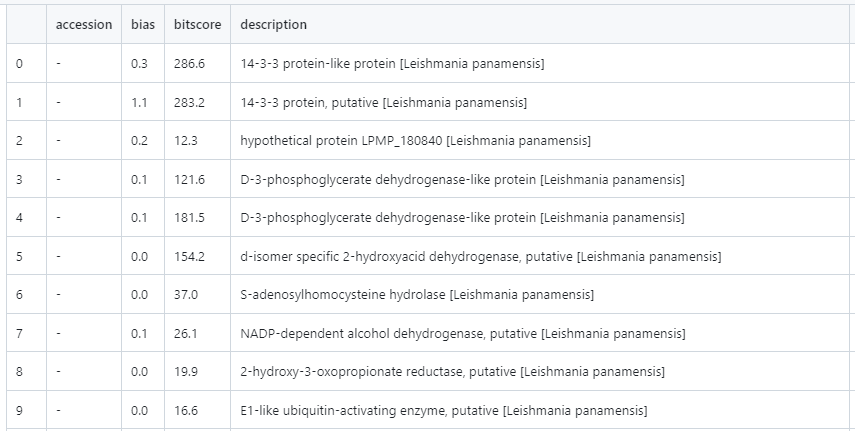 accession bias bitscore description
0 - 0.3 286.6 14-3-3 protein-like protein [Leishmania panamensis]
1 - 1.1 283.2 14-3-3 protein, putative [Leishmania panamensis]
2 - 0.2 12.3 hypothetical protein LPMP_180840 [Leishmania panamensis]
3 - 0.1 121.6 D-3-phosphoglycerate dehydrogenase-like protein [Leishmania panamensis]
4 - 0.1 181.5 D-3-phosphoglycerate dehydrogenase-like protein [Leishmania panamensis]
5 - 0.0 154.2 d-isomer specific 2-hydroxyacid dehydrogenase, putative [Leishmania panamensis]
6 - 0.0 37.0 S-adenosylhomocysteine hydrolase [Leishmania panamensis]
7 - 0.1 26.1 NADP-dependent alcohol dehydrogenase, putative [Leishmania panamensis]
8 - 0.0 19.9 2-hydroxy-3-oxopropionate reductase, putative [Leishmania panamensis]
9 - 0.0 16.6 E1-like ubiquitin-activating enzyme, putative [Leishmania panamensis]